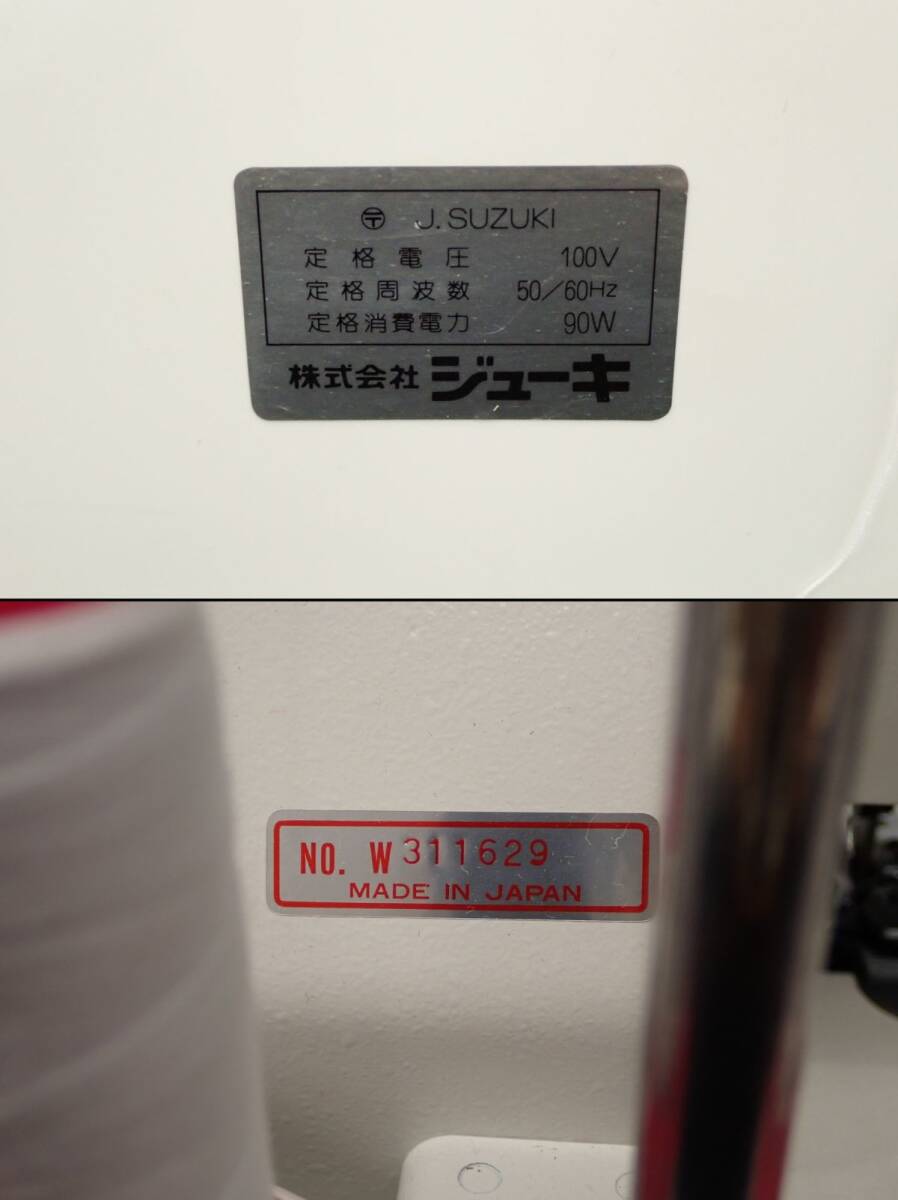 〶 J. SUZUKI
定格電圧 100V
定格周波数 50/60Hz
定格消費電力 90W
株式会社 ジューキ
NO. W 311629
MADE IN JAPAN